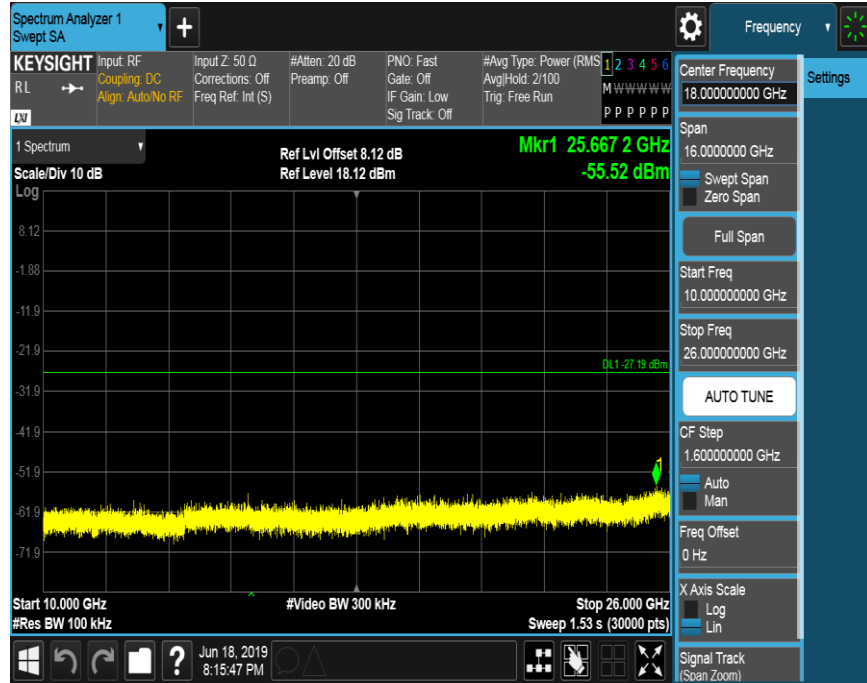 Spectrum Analyzer 1
Swept SA
Frequency
KEYSIGHT
RL
LXI
Input: RF
Coupling: DC
Align: Auto/No RF
Input Z: 50 Ω
Corrections: Off
Freq Ref: Int (S)
#Atten: 20 dB
Preamp: Off
PNO: Fast
Gate: Off
IF Gain: Low
Sig Track: Off
#Avg Type: Power (RMS
Avg|Hold: 2/100
Trig: Free Run
1 2 3 4 5 6
M W W W W W
P P P P P P
1 Spectrum
Scale/Div 10 dB
Log
Ref Lvl Offset 8.12 dB
Ref Level 18.12 dBm
Mkr1 25.667 2 GHz
-55.52 dBm
8.12
-1.88
-11.9
-21.9
-31.9
-41.9
-51.9
-61.9
-71.9
DL1 -27.19 dBm
1
Start 10.000 GHz
#Res BW 100 kHz
#Video BW 300 kHz
Stop 26.000 GHz
Sweep 1.53 s (30000 pts)
Center Frequency
18.000000000 GHz
Span
16.0000000 GHz
Swept Span
Zero Span
Full Span
Start Freq
10.000000000 GHz
Stop Freq
26.000000000 GHz
AUTO TUNE
CF Step
1.600000000 GHz
Auto
Man
Freq Offset
0 Hz
X Axis Scale
Log
Lin
Signal Track
(Span Zoom)
Settings
?
Jun 18, 2019
8:15:47 PM